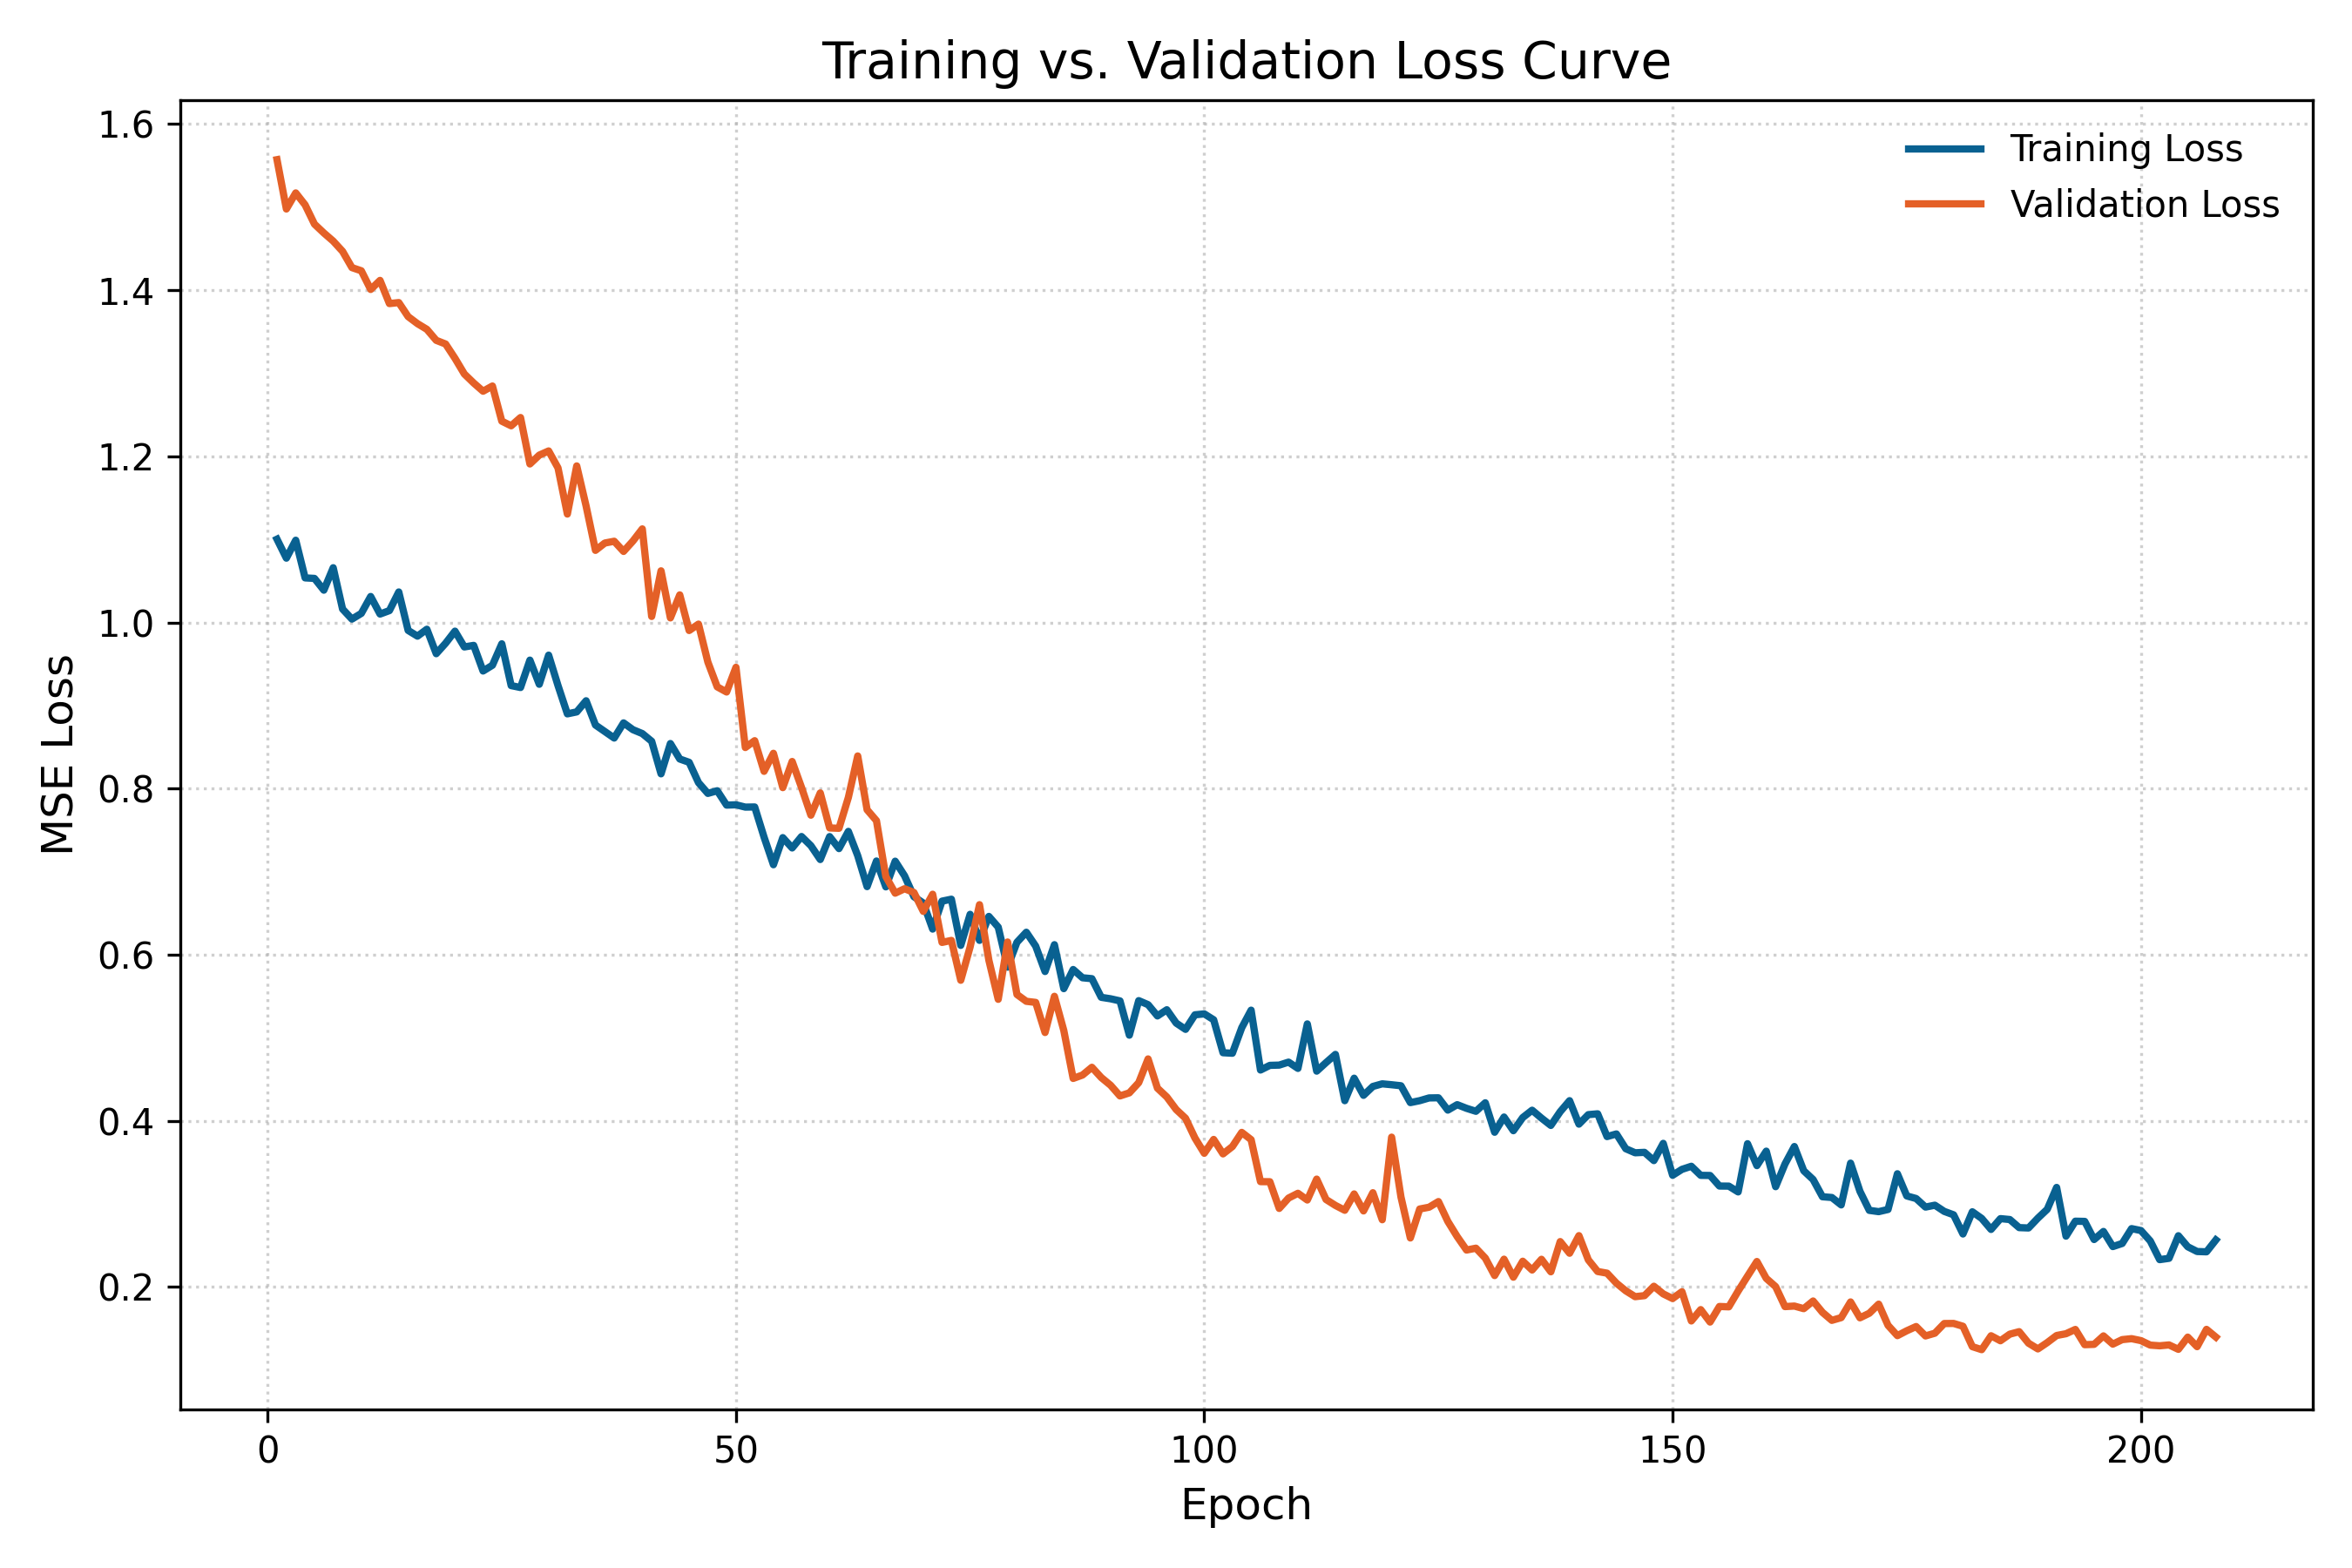 Training vs. Validation Loss Curve
Training Loss
Validation Loss
MSE Loss
1.6
1.4
1.2
1.0
0.8
0.6
0.4
0.2
0 50 100 150 200
Epoch